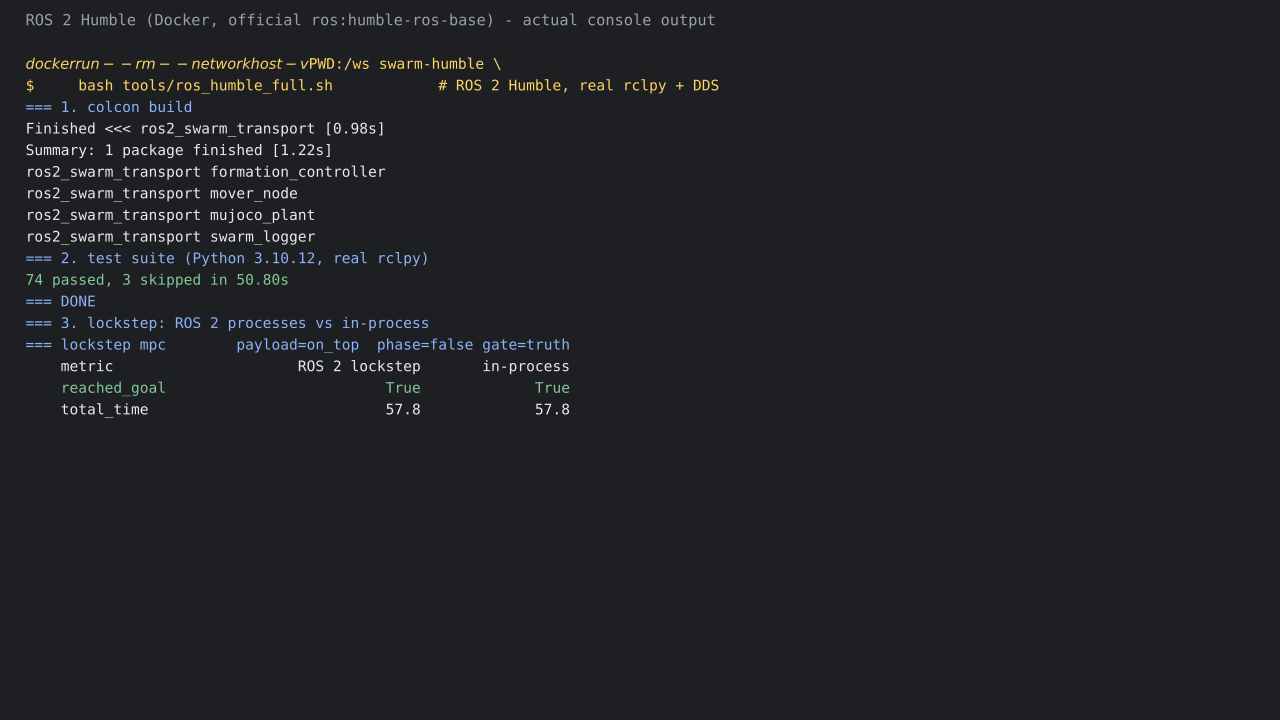 ROS 2 Humble (Docker, official ros:humble-ros-base) - actual console output
dockerrun − −rm − −networkhost − vPWD:/ws swarm-humble \
$     bash tools/ros_humble_full.sh            # ROS 2 Humble, real rclpy + DDS
=== 1. colcon build
Finished <<< ros2_swarm_transport [0.98s]
Summary: 1 package finished [1.22s]
ros2_swarm_transport formation_controller
ros2_swarm_transport mover_node
ros2_swarm_transport mujoco_plant
ros2_swarm_transport swarm_logger
=== 2. test suite (Python 3.10.12, real rclpy)
74 passed, 3 skipped in 50.80s
=== DONE
=== 3. lockstep: ROS 2 processes vs in-process
=== lockstep mpc        payload=on_top  phase=false gate=truth
    metric                     ROS 2 lockstep       in-process
    reached_goal                         True             True
    total_time                           57.8             57.8